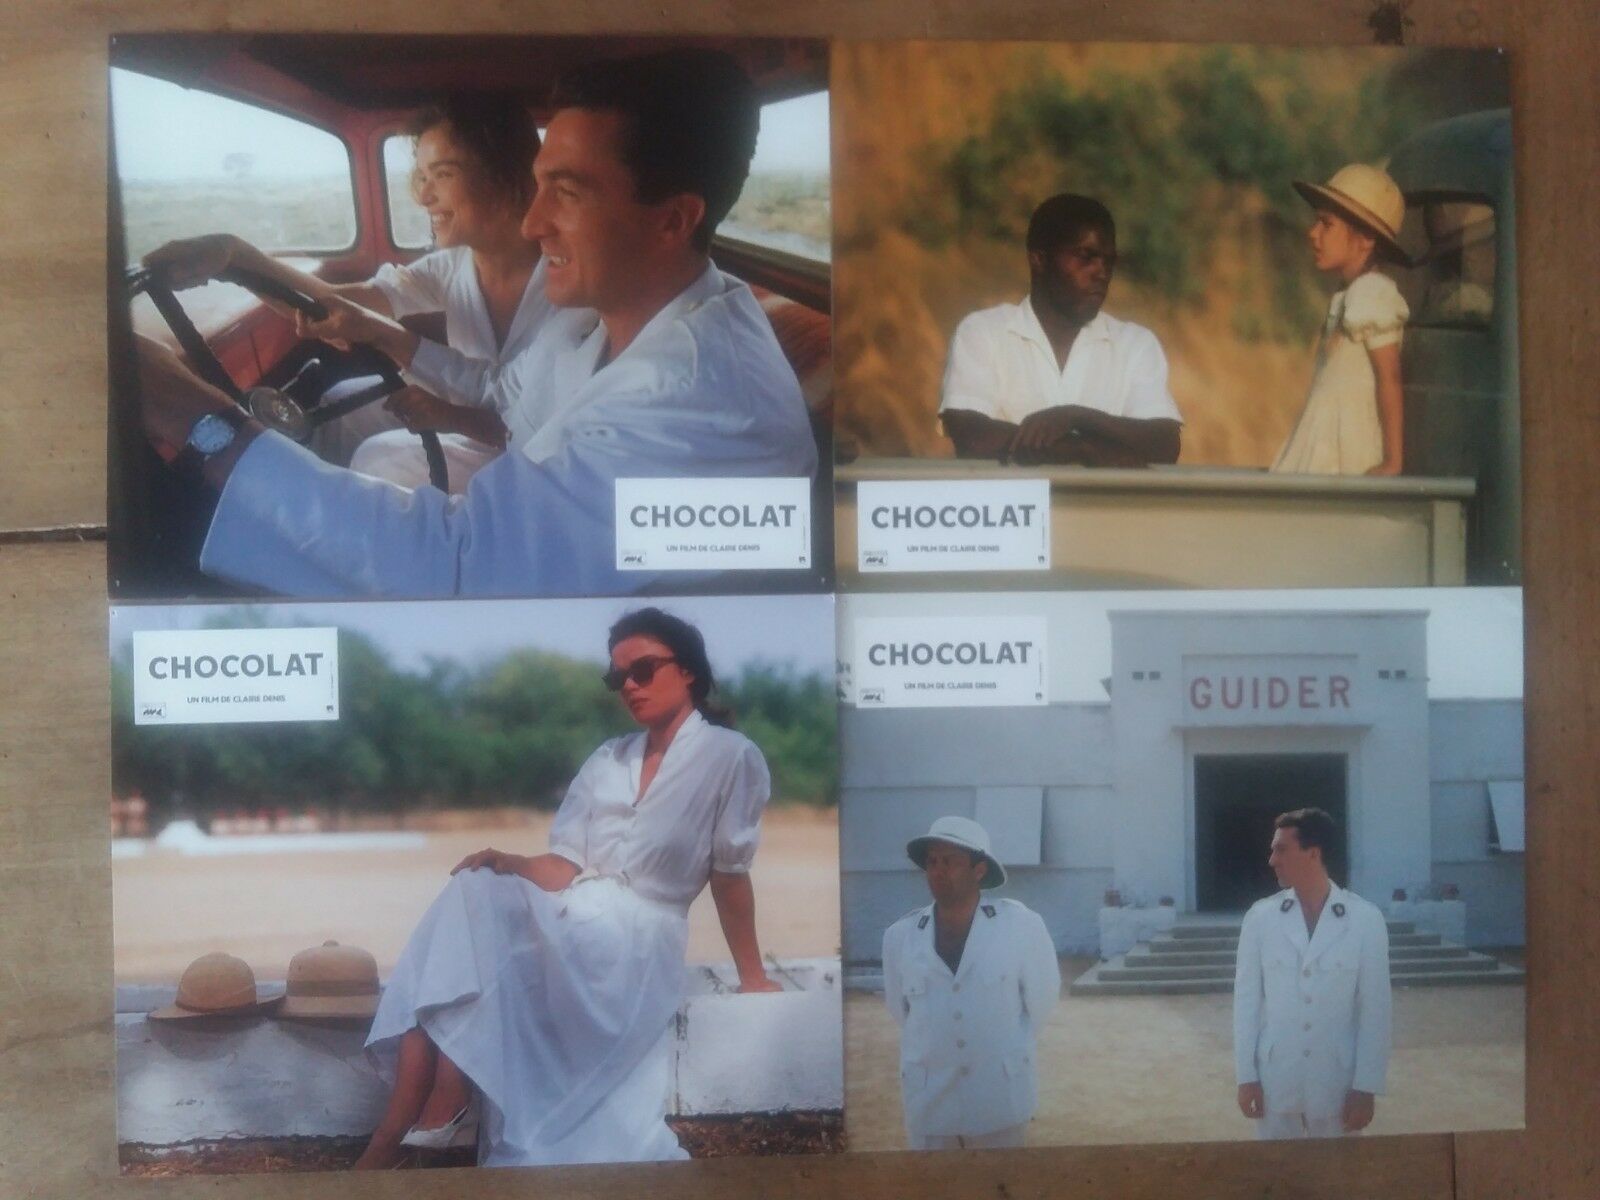 CHOCOLAT
UN FILM DE CLAIRE DENIS
CHOCOLAT
UN FILM DE CLAIRE DENIS
CHOCOLAT
UN FILM DE CLAIRE DENIS
CHOCOLAT
UN FILM DE CLAIRE DENIS
GUIDER